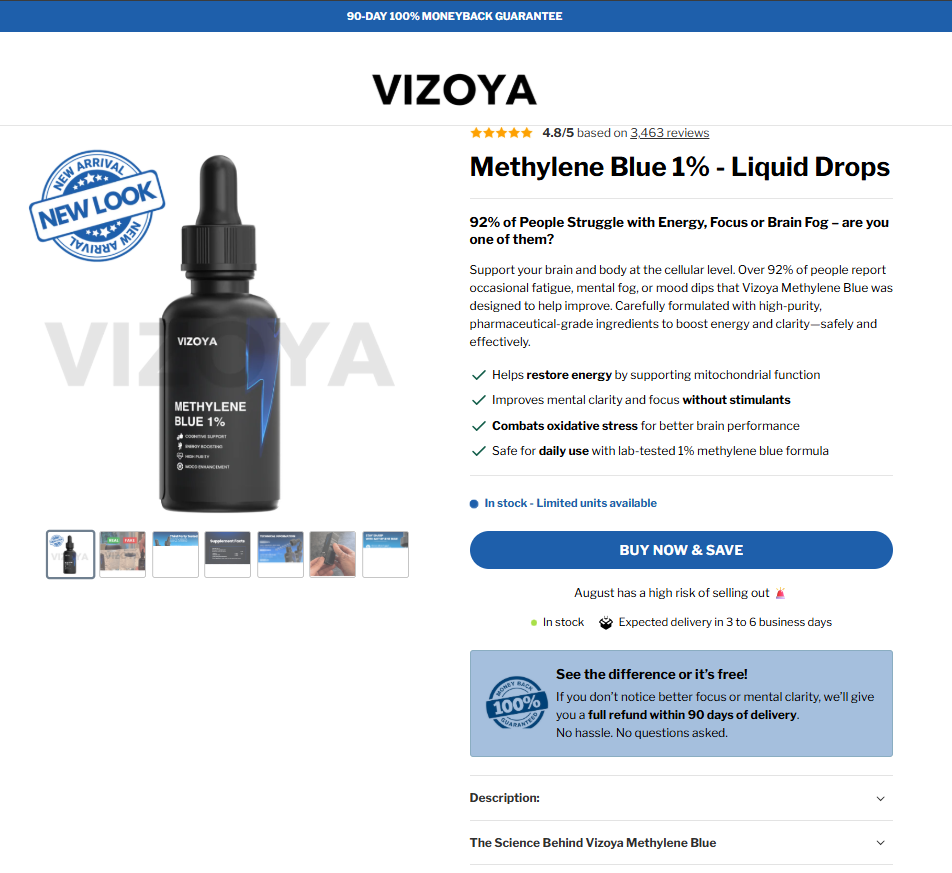 90-DAY 100% MONEYBACK GUARANTEE
VIZOYA
4.8/5 based on 3,463 reviews
Methylene Blue 1% - Liquid Drops
92% of People Struggle with Energy, Focus or Brain Fog – are you
one of them?
Support your brain and body at the cellular level. Over 92% of people report
occasional fatigue, mental fog, or mood dips that Vizoya Methylene Blue was
designed to help improve. Carefully formulated with high-purity,
pharmaceutical-grade ingredients to boost energy and clarity—safely and
effectively.
Helps restore energy by supporting mitochondrial function
Improves mental clarity and focus without stimulants
Combats oxidative stress for better brain performance
Safe for daily use with lab-tested 1% methylene blue formula
In stock - Limited units available
BUY NOW & SAVE
August has a high risk of selling out
In stock
Expected delivery in 3 to 6 business days
MONEY BACK
100%
GUARANTEED
See the difference or it's free!
If you don't notice better focus or mental clarity, we'll give
you a full refund within 90 days of delivery.
No hassle. No questions asked.
Description:
The Science Behind Vizoya Methylene Blue
NEW ARRIVAL
NEW LOOK
NEW ARRIVAL
VIZOYA
VIZOYA
METHYLENE
BLUE 1%
COGNITIVE SUPPORT
ENERGY BOOSTING
HIGH PURITY
MOOD ENHANCEMENT
REAL
FAKE
Supplement Facts